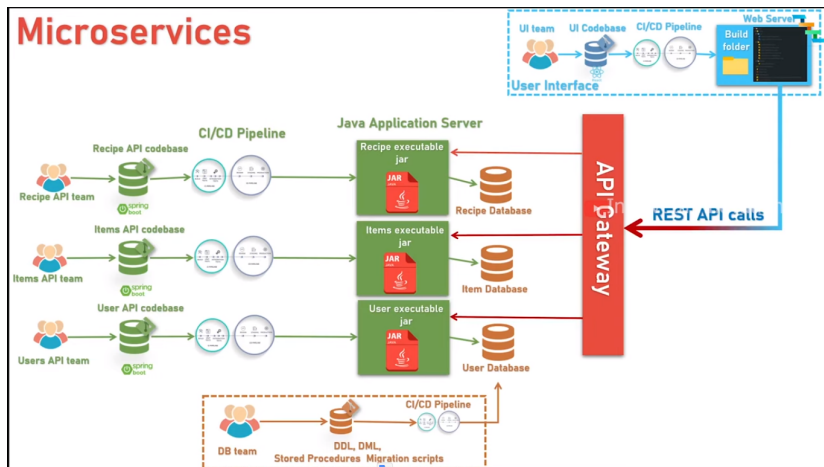 Microservices
Web Server
UI team
UI Codebase
CI/CD Pipeline
Build
folder
User Interface
CI/CD Pipeline
Java Application Server
Recipe API codebase
Recipe executable
jar
JAR
Recipe API team
spring
boot
Recipe Database
API Gateway
REST API calls
Items API codebase
Items executable
jar
JAR
Items API team
spring
boot
Item Database
User API codebase
User executable
jar
JAR
Users API team
spring
boot
User Database
CI/CD Pipeline
DB team
DDL, DML,
Stored Procedures Migration scripts